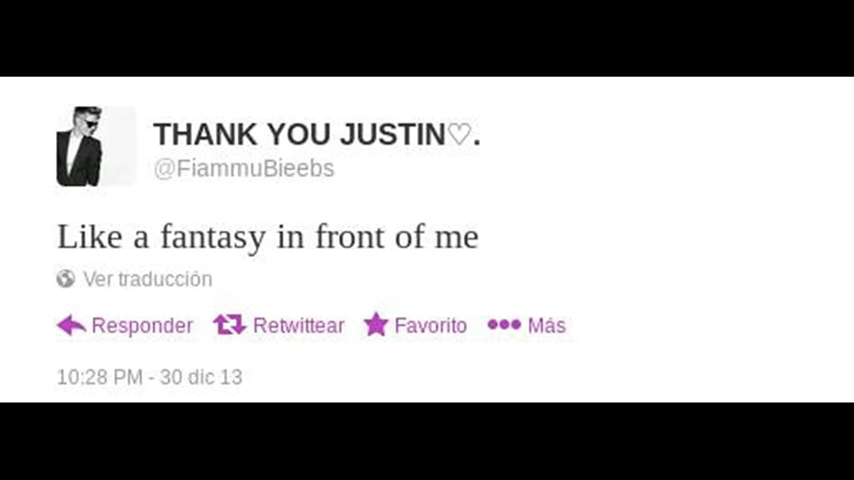 THANK YOU JUSTIN♡.
@FiammuBieebs
Like a fantasy in front of me
Ver traducción
Responder Retwittear Favorito Más
10:28 PM - 30 dic 13